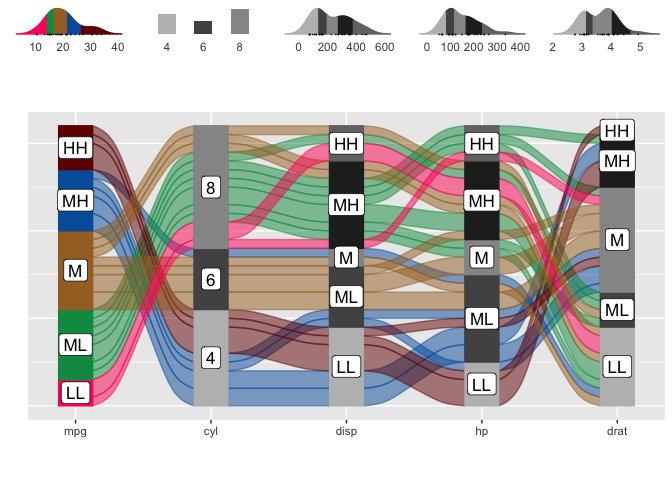 10 20 30 40
4 6 8
0 200 400 600
0 100 200 300 400
2 3 4 5
HH MH M ML LL
8 6 4
HH MH M ML LL
HH MH M ML LL
HH MH M ML LL
mpg cyl disp hp drat